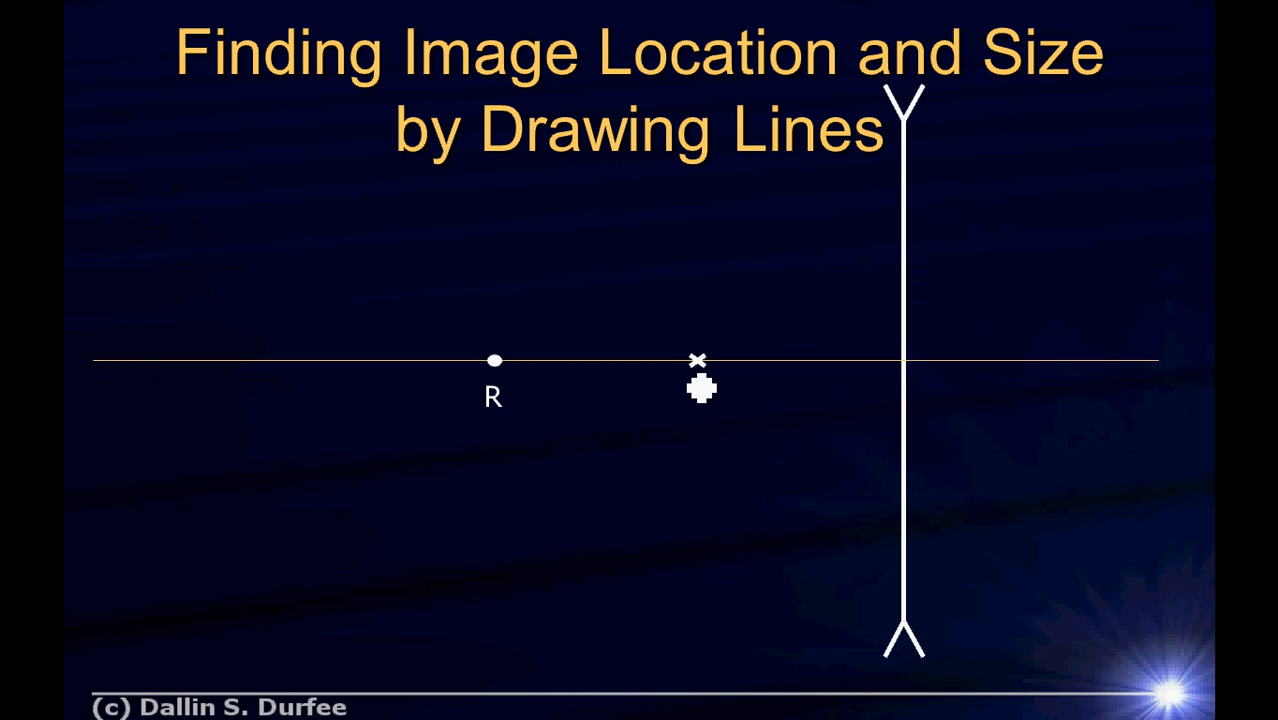 Finding Image Location and Size
by Drawing Lines
R
(c) Dallin S. Durfee